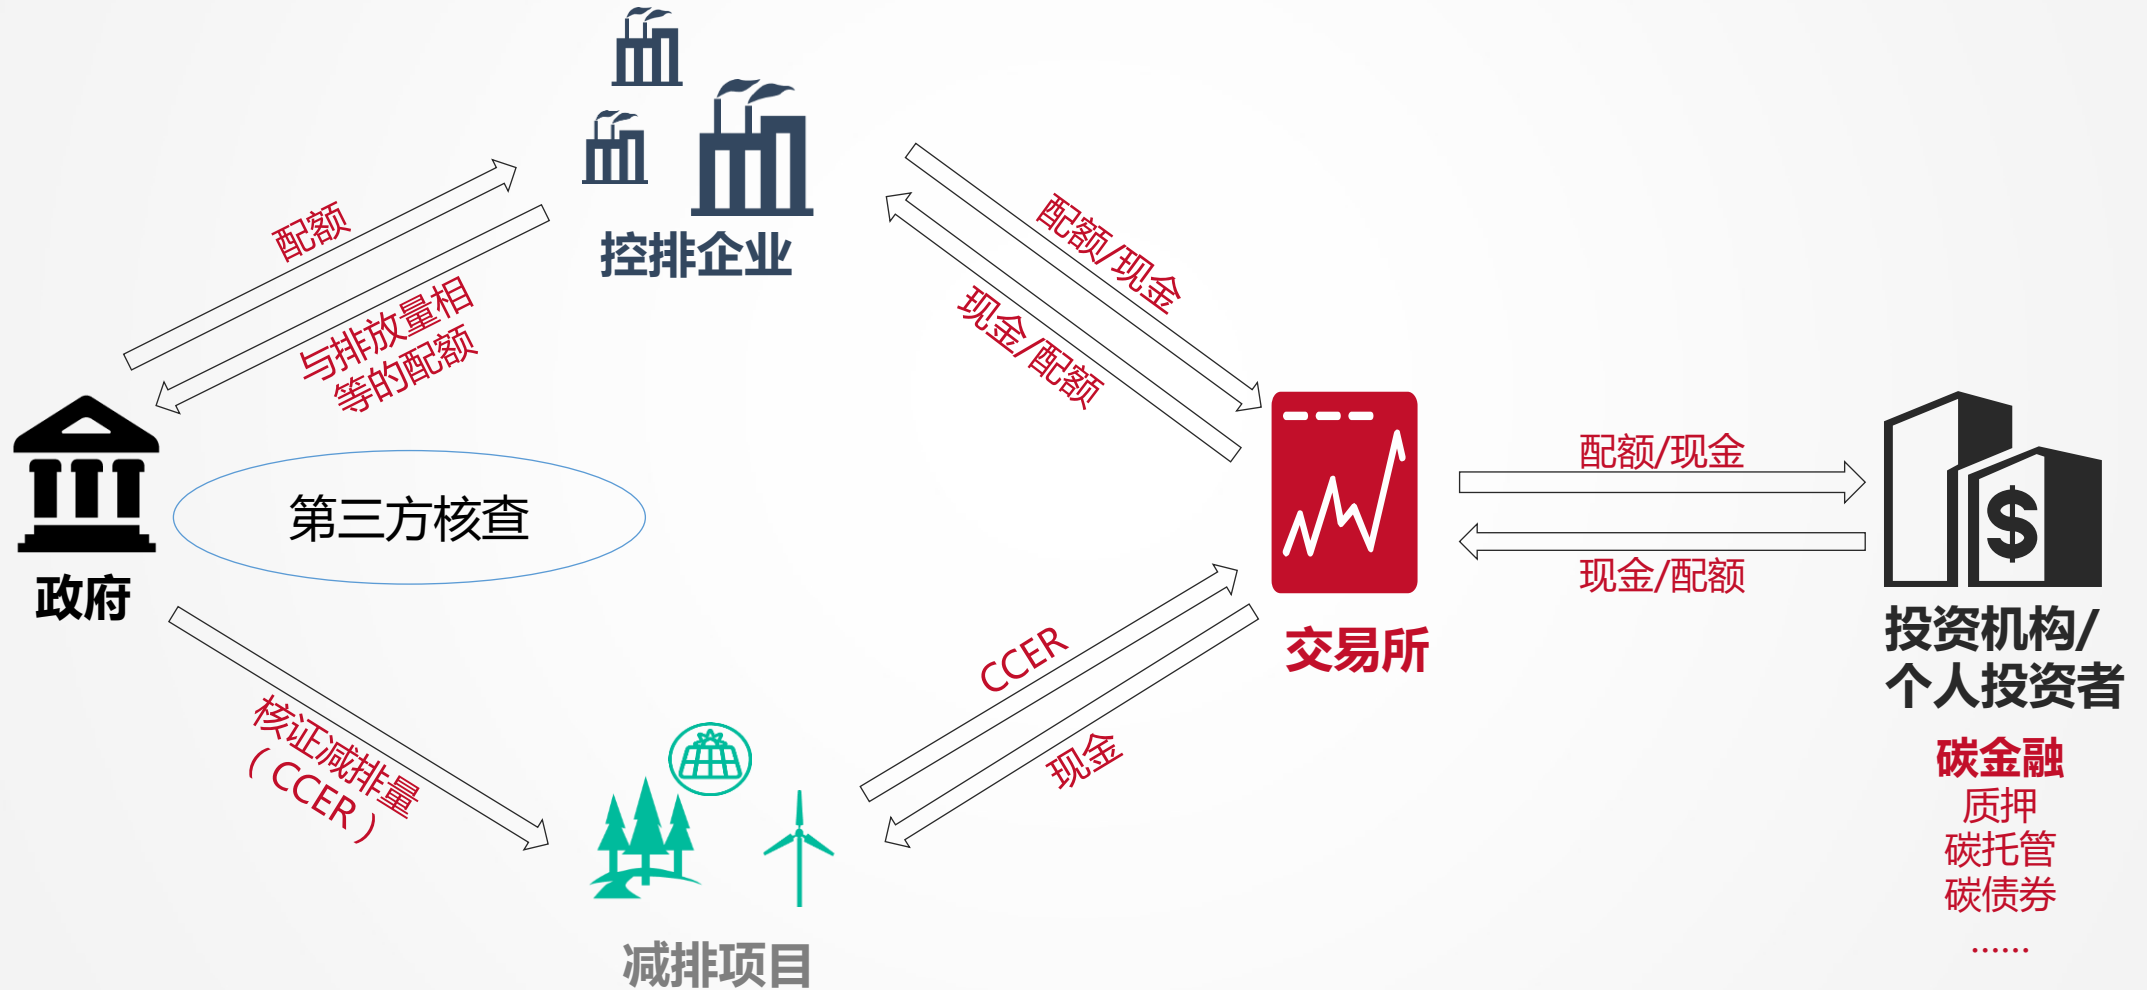 控排企业
配额
与排放量相
等的配额
配额/现金
现金/配额
政府
第三方核查
交易所
配额/现金
现金/配额
投资机构/
个人投资者
碳金融
质押
碳托管
碳债券
......
核证减排量
（CCER）
CCER
现金
减排项目